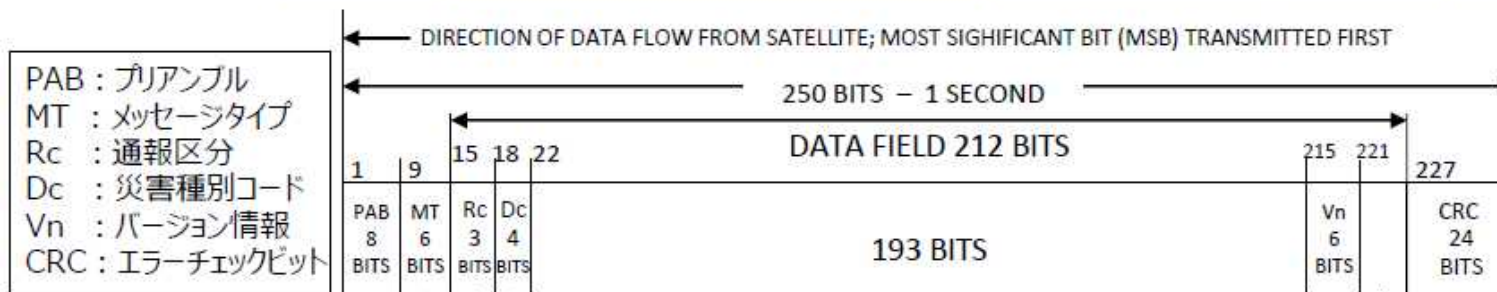 DIRECTION OF DATA FLOW FROM SATELLITE; MOST SIGHIFICANT BIT (MSB) TRANSMITTED FIRST
250 BITS – 1 SECOND
DATA FIELD 212 BITS
PAB：プリアンブル
MT ：メッセージタイプ
Rc ：通報区分
Dc ：災害種別コード
Vn ：バージョン情報
CRC：エラーチェックビット
1 9 15 18 22 215 221 227
PAB MT Rc Dc Vn CRC
8 6 3 4 193 BITS 6 24
BITS BITS BITS BITS BITS BITS